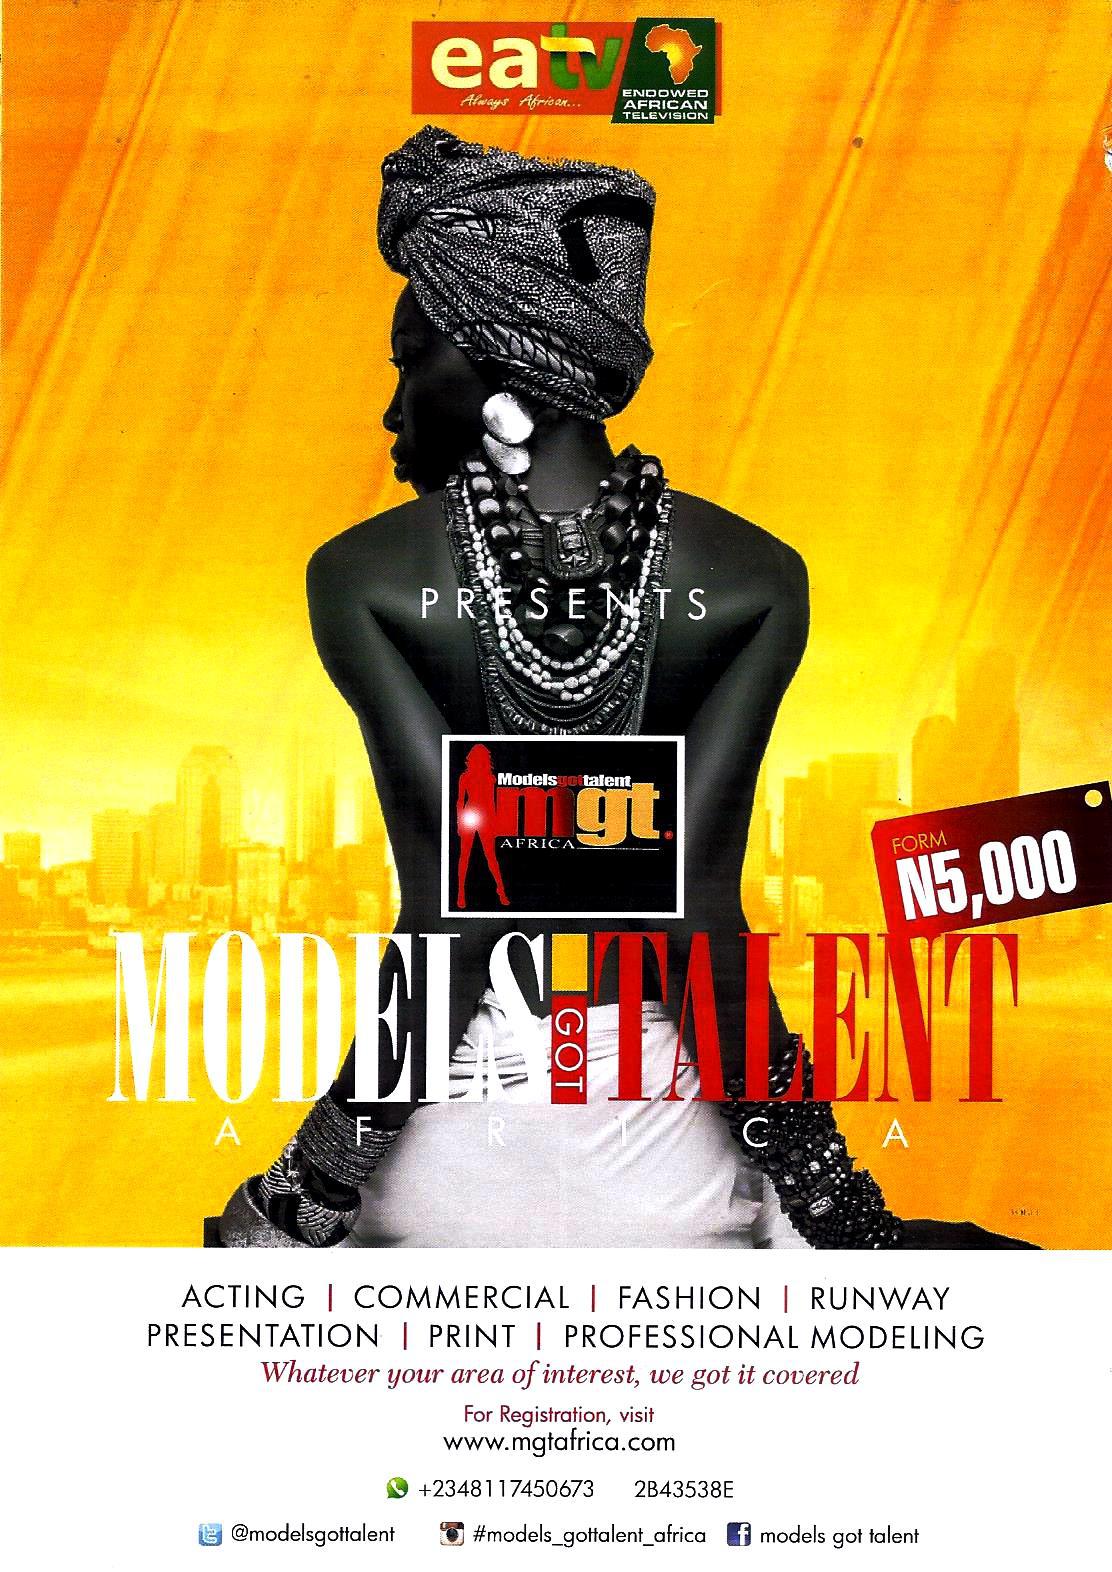 eatv
Always African...
ENDOWED
AFRICAN
TELEVISION
PRESENTS
Modelsgottalent
mgt
AFRICA
FORM
N5,000
MODELS GOT TALENT
AFRICA
ACTING | COMMERCIAL | FASHION | RUNWAY
PRESENTATION | PRINT | PROFESSIONAL MODELING
Whatever your area of interest, we got it covered
For Registration, visit
www.mgtafrica.com
+2348117450673 2B43538E
@modelsgottalent #models_gottalent_africa models got talent